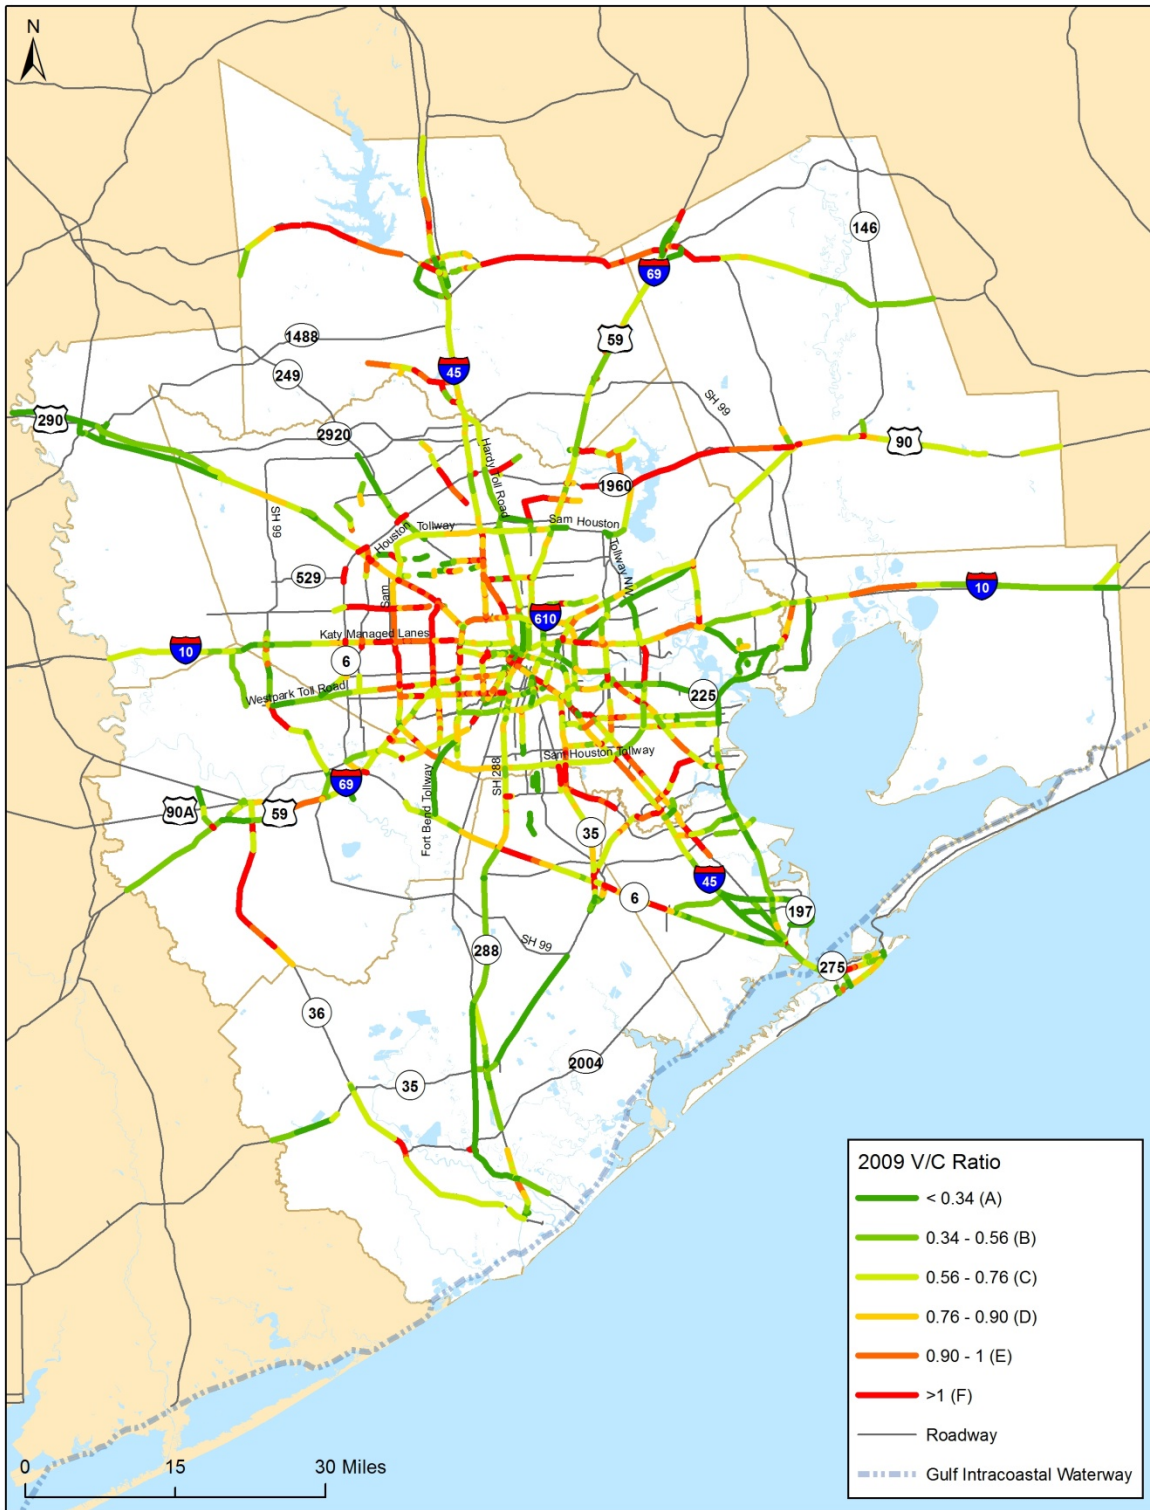 N
146
69
59
1488
249
45
SH 99
290
2920
90
Hardy Toll Road
1960
SH 99
Houston
Tollway
Sam Houston
Tollway NW
529
Sam
10
610
Katy Managed Lanes
10
6
Westpark Toll Road
225
Sam Houston Tollway
69
SH 288
Fort Bend Tollway
90A
59
35
45
6
197
SH 99
288
275
36
2004
35
2009 V/C Ratio
< 0.34 (A)
0.34 - 0.56 (B)
0.56 - 0.76 (C)
0.76 - 0.90 (D)
0.90 - 1 (E)
>1 (F)
Roadway
Gulf Intracoastal Waterway
0 15 30 Miles